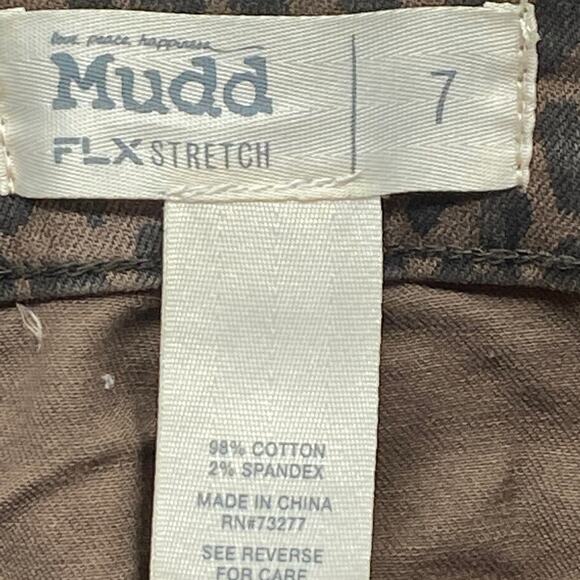 love. peace. happiness.
Mudd
FLX STRETCH
7
98% COTTON
2% SPANDEX
MADE IN CHINA
RN#73277
SEE REVERSE
FOR CARE